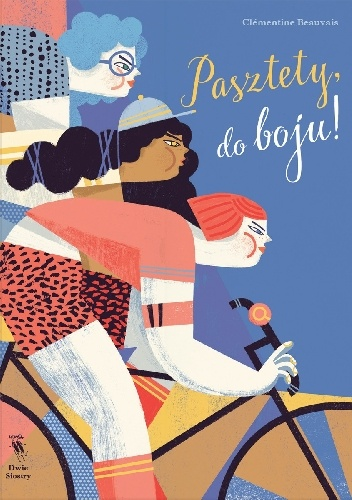 Clémentine Beauvais
Pasztety,
do boju!
Dwie
Siostry